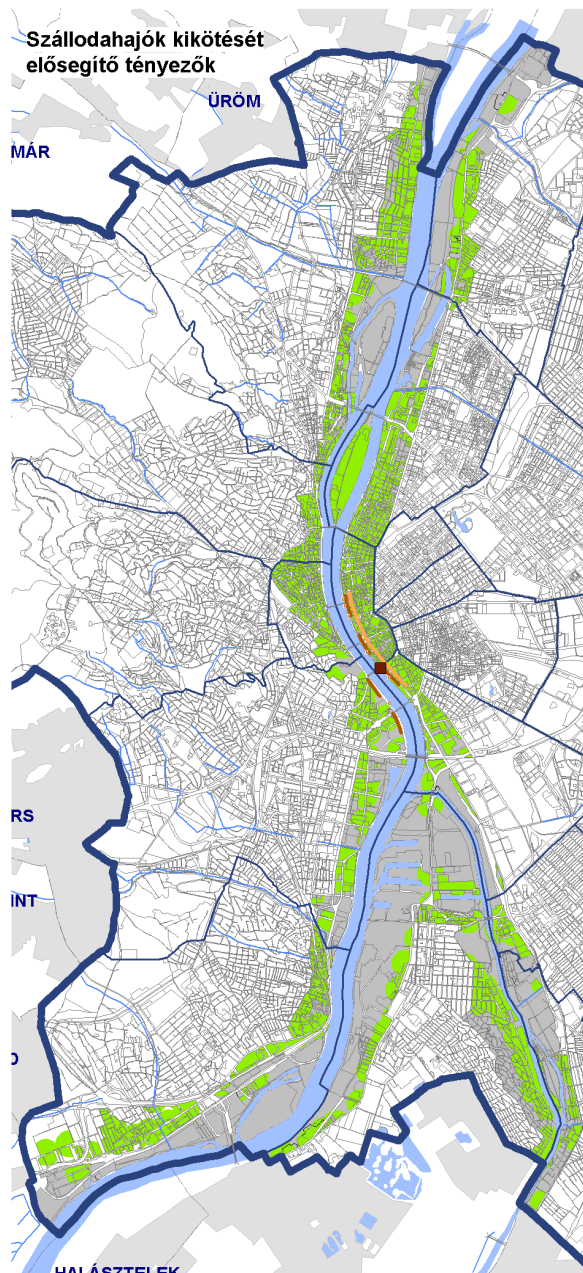 Szállodahajók kikötését
elősegítő tényezők
ÜRÖM
MÁR
RS
INT
D
HALÁSZTELEK